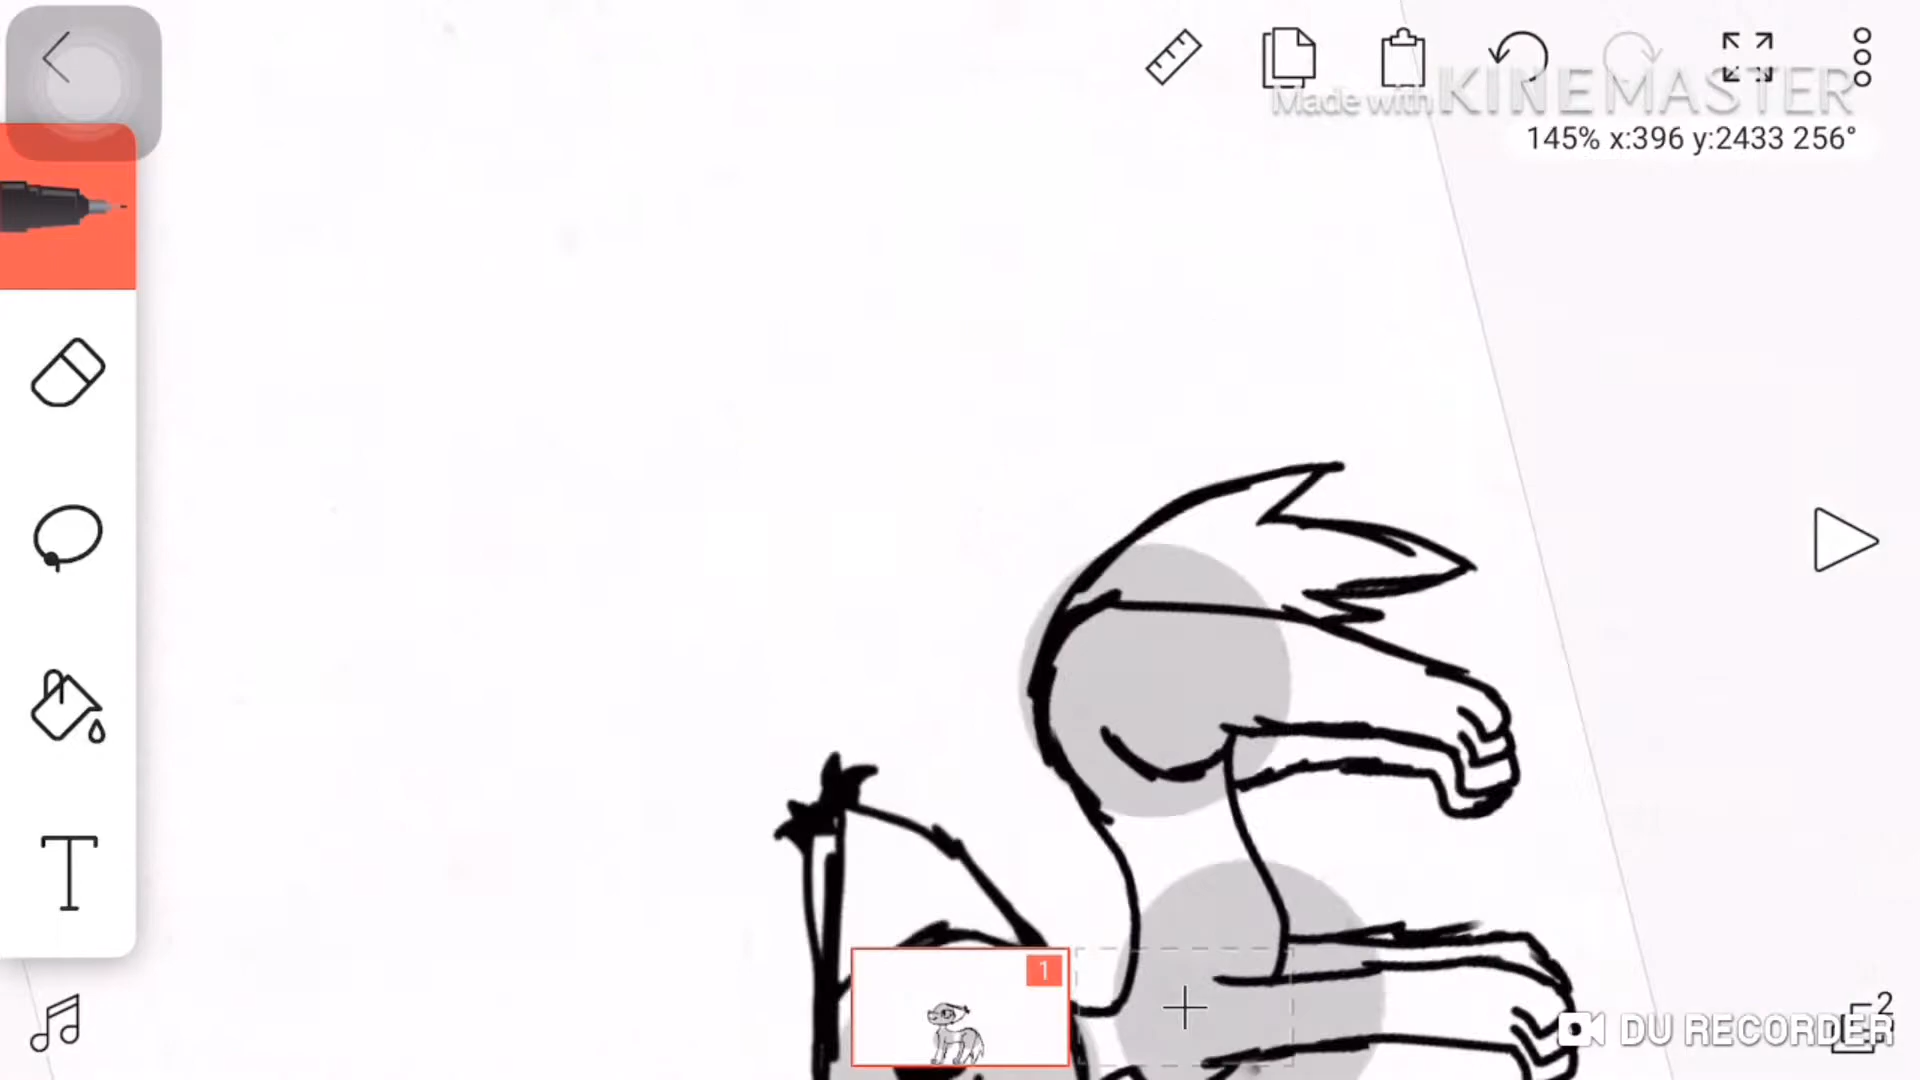 Made with KINEMASTER
145% x:396 y:2433 256°
T
1
2
DU RECORDER